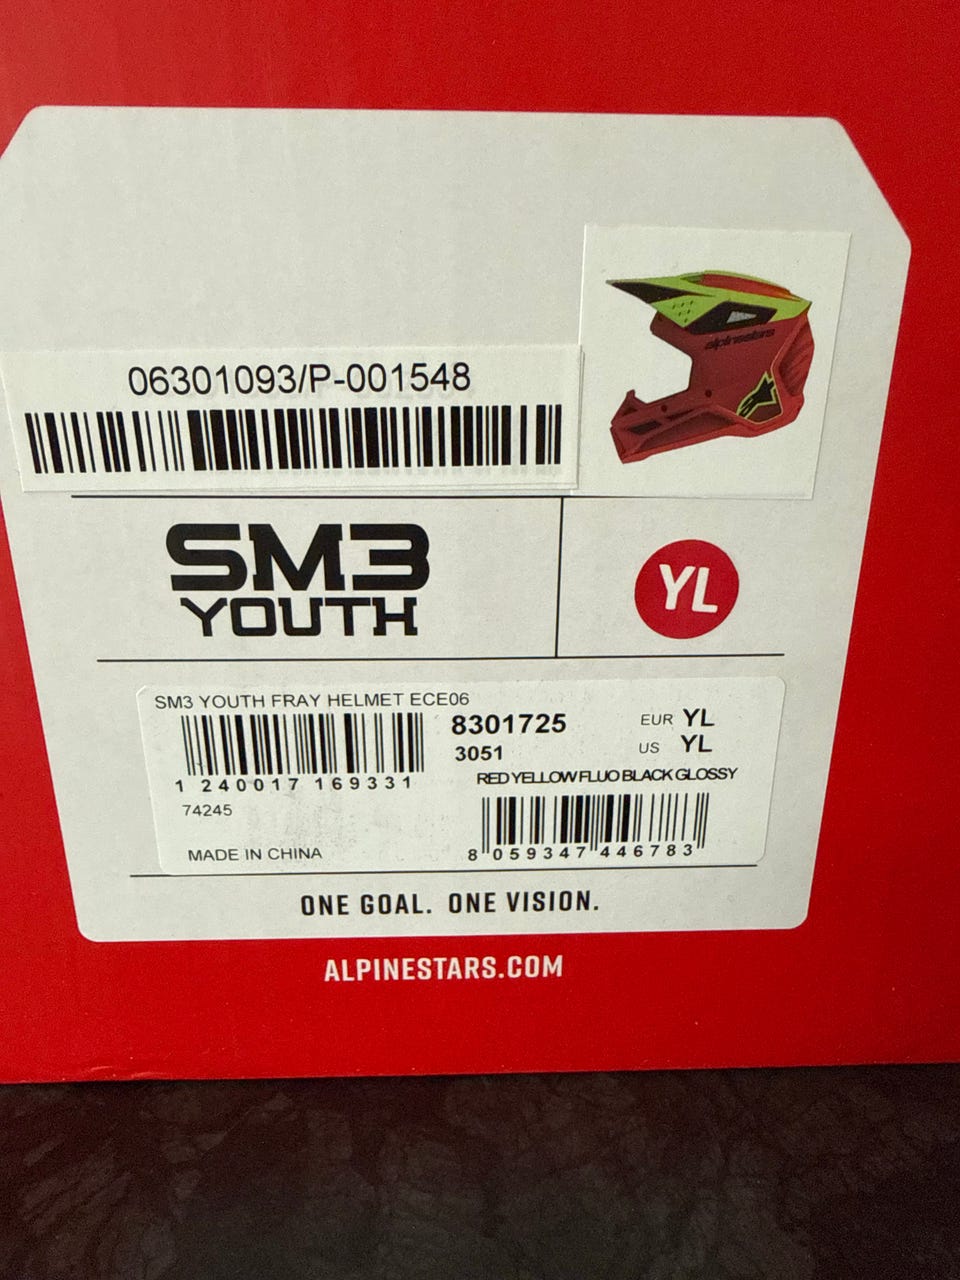 alpinestars
06301093/P-001548
SM3
YOUTH
YL
SM3 YOUTH FRAY HELMET ECE06
8301725
EUR YL
3051
US YL
RED YELLOW FLUO BLACK GLOSSY
1 240017 169331
74245
MADE IN CHINA
8 059347 446783
ONE GOAL. ONE VISION.
ALPINESTARS.COM